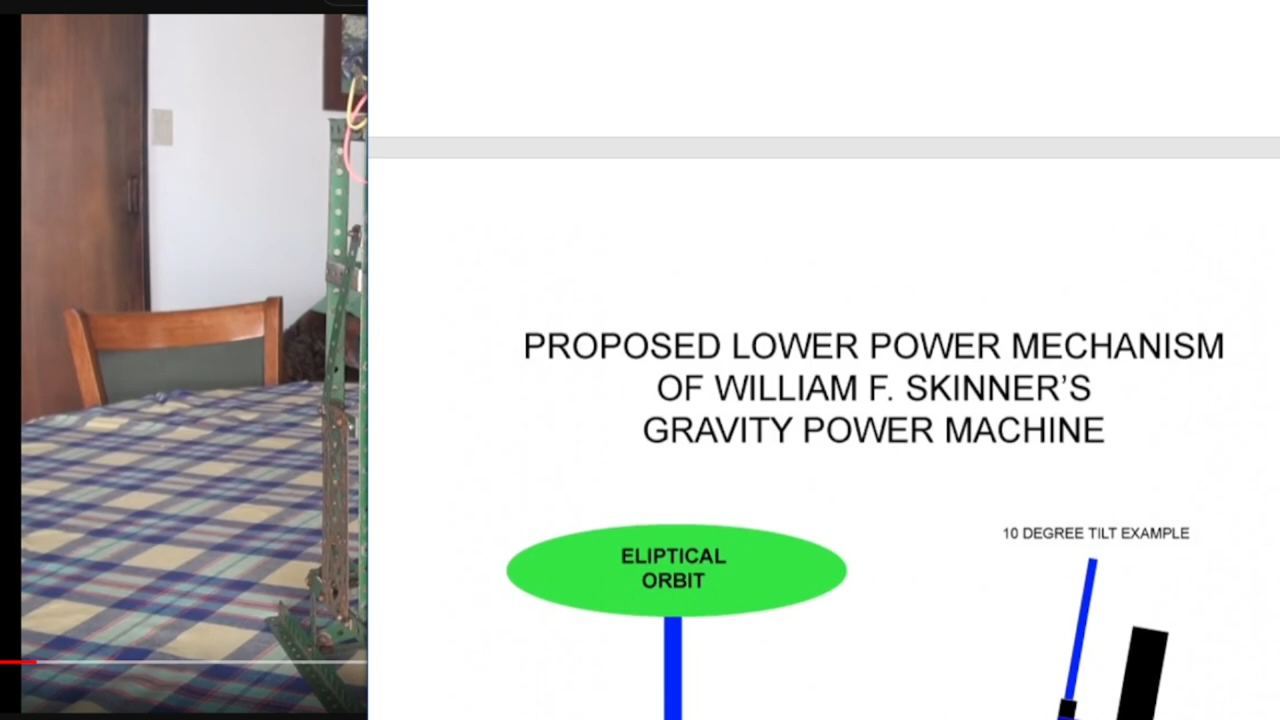 PROPOSED LOWER POWER MECHANISM
OF WILLIAM F. SKINNER’S
GRAVITY POWER MACHINE
ELIPTICAL
ORBIT
10 DEGREE TILT EXAMPLE